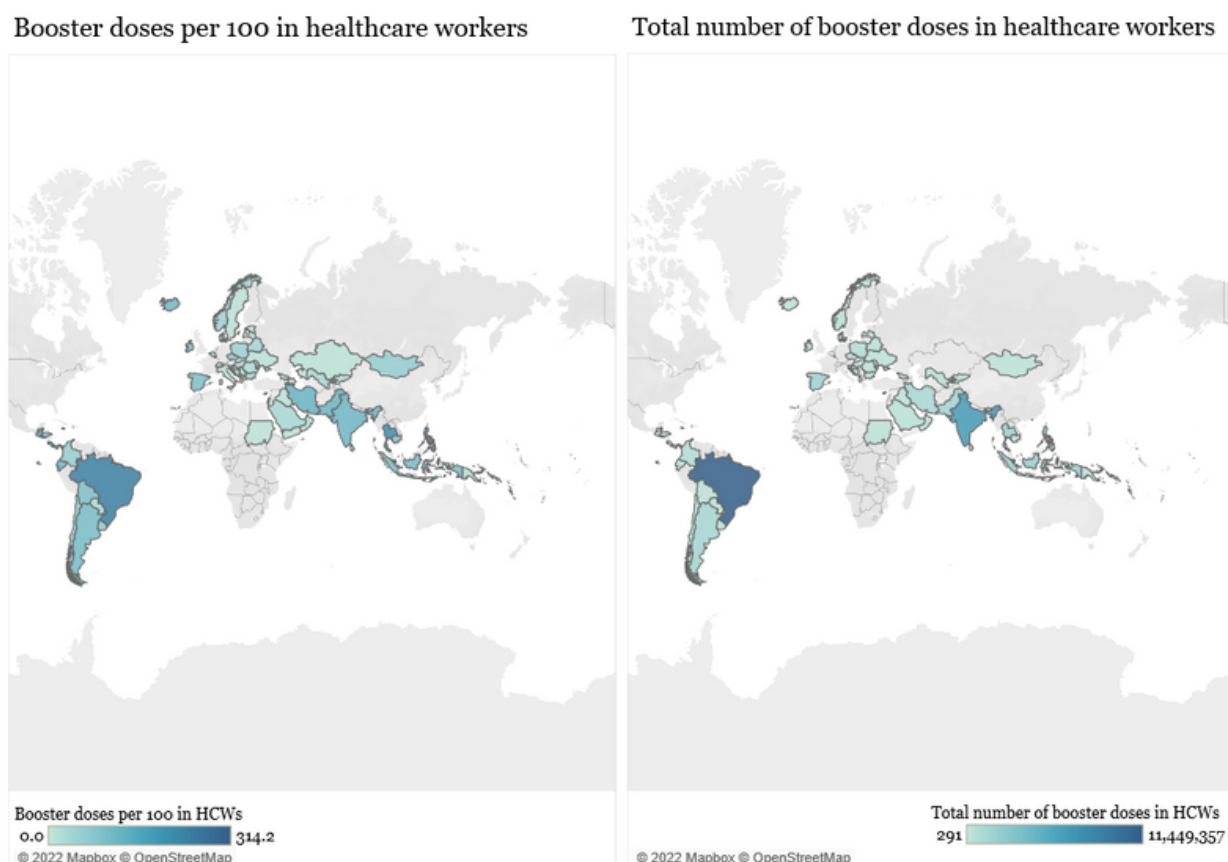 Booster doses per 100 in healthcare workers
Total number of booster doses in healthcare workers
Booster doses per 100 in HCWs
0.0 314.2
© 2022 Mapbox © OpenStreetMap
Total number of booster doses in HCWs
291 11,449,357
© 2022 Mapbox © OpenStreetMap